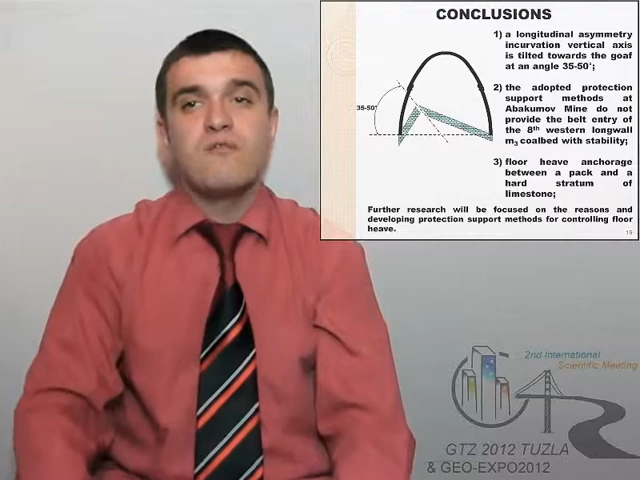 CONCLUSIONS
1) a longitudinal asymmetry
incurvation vertical axis
is tilted towards the goaf
at an angle 35-50°;
2) the adopted protection
support methods at
Abakumov Mine do not
provide the belt entry of
the 8th western longwall
m3 coalbed with stability;
3) floor heave anchorage
between a pack and a
hard stratum of
limestone;
35-50°
Further research will be focused on the reasons and
developing protection support methods for controlling floor
heave.
15
2nd International
Scientific Meeting
GTZ 2012 TUZLA
& GEO-EXPO2012